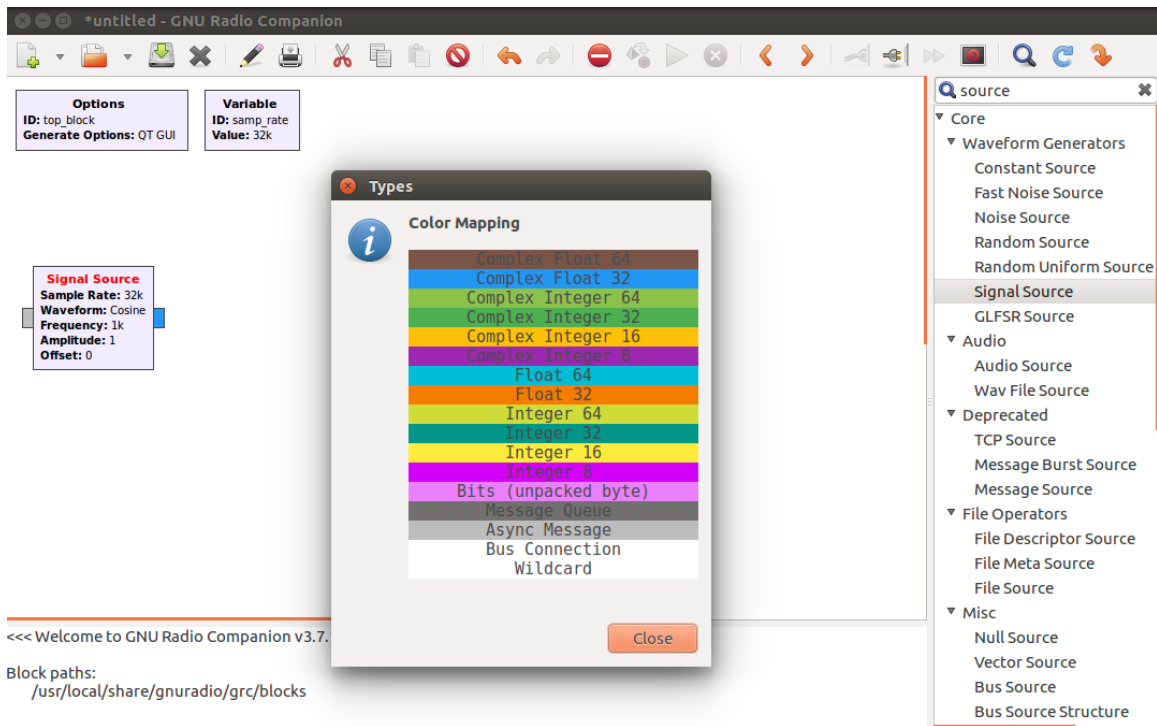 *untitled - GNU Radio Companion
source
Options
ID: top_block
Generate Options: QT GUI
Variable
ID: samp_rate
Value: 32k
Signal Source
Sample Rate: 32k
Waveform: Cosine
Frequency: 1k
Amplitude: 1
Offset: 0
Types
Color Mapping
Complex Float 64
Complex Float 32
Complex Integer 64
Complex Integer 32
Complex Integer 16
Complex Integer 8
Float 64
Float 32
Integer 64
Integer 32
Integer 16
Integer 8
Bits (unpacked byte)
Message Queue
Async Message
Bus Connection
Wildcard
Close
Core
Waveform Generators
Constant Source
Fast Noise Source
Noise Source
Random Source
Random Uniform Source
Signal Source
GLFSR Source
Audio
Audio Source
Wav File Source
Deprecated
TCP Source
Message Burst Source
Message Source
File Operators
File Descriptor Source
File Meta Source
File Source
Misc
Null Source
Vector Source
Bus Source
Bus Source Structure
<<< Welcome to GNU Radio Companion v3.7.
Block paths:
/usr/local/share/gnuradio/grc/blocks